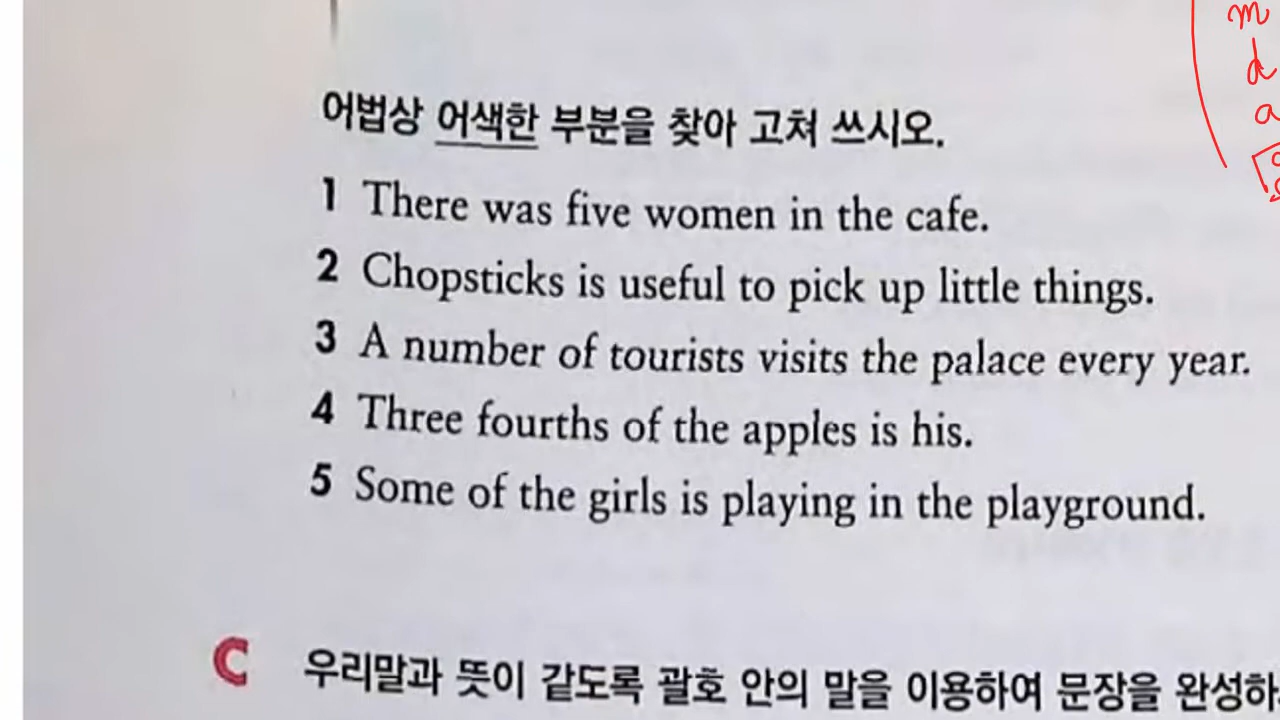 m
d
a
어법상 어색한 부분을 찾아 고쳐 쓰시오.
1 There was five women in the cafe.
2 Chopsticks is useful to pick up little things.
3 A number of tourists visits the palace every year.
4 Three fourths of the apples is his.
5 Some of the girls is playing in the playground.
C 우리말과 뜻이 같도록 괄호 안의 말을 이용하여 문장을